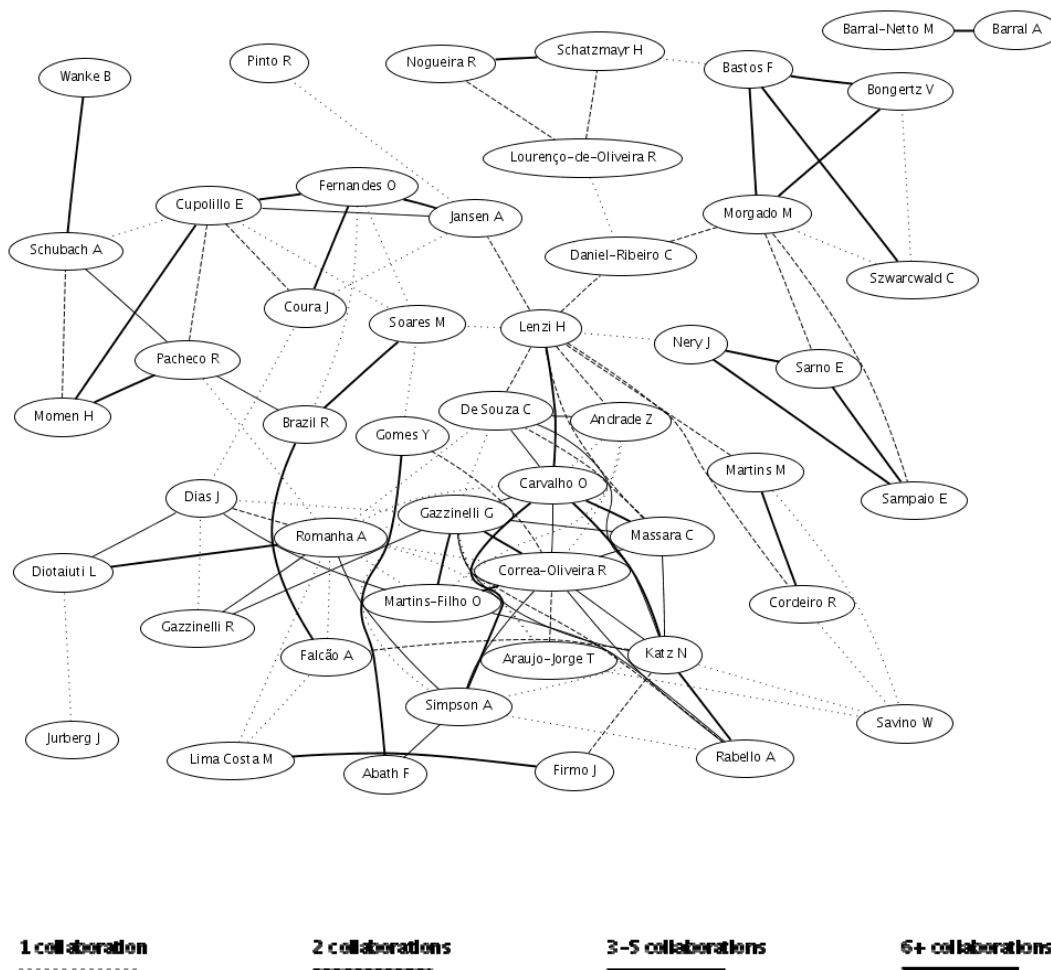 Barral-Netto M
Barral A
Schatzmayr H
Pinto R
Nogueira R
Wanke B
Bastos F
Bongertz V
Lourenço-de-Oliveira R
Fernandes O
Cupolillo E
Jansen A
Morgado M
Schubach A
Daniel-Ribeiro C
Szwarcwald C
Coura J
Soares M
Lenzi H
Nery J
Pacheco R
Sarno E
Momen H
De Souza C
Andrade Z
Brazil R
Gomes Y
Martins M
Carvalho O
Dias J
Sampaio E
Gazzinelli G
Romanha A
Massara C
Diotaiuti L
Correa-Oliveira R
Martins-Filho O
Cordeiro R
Gazzinelli R
Falcão A
Araujo-Jorge T
Katz N
Simpson A
Savino W
Jurberg J
Lima Costa M
Abath F
Firmo J
Rabello A
1 collaboration
2 collaborations
3-5 collaborations
6+ collaborations